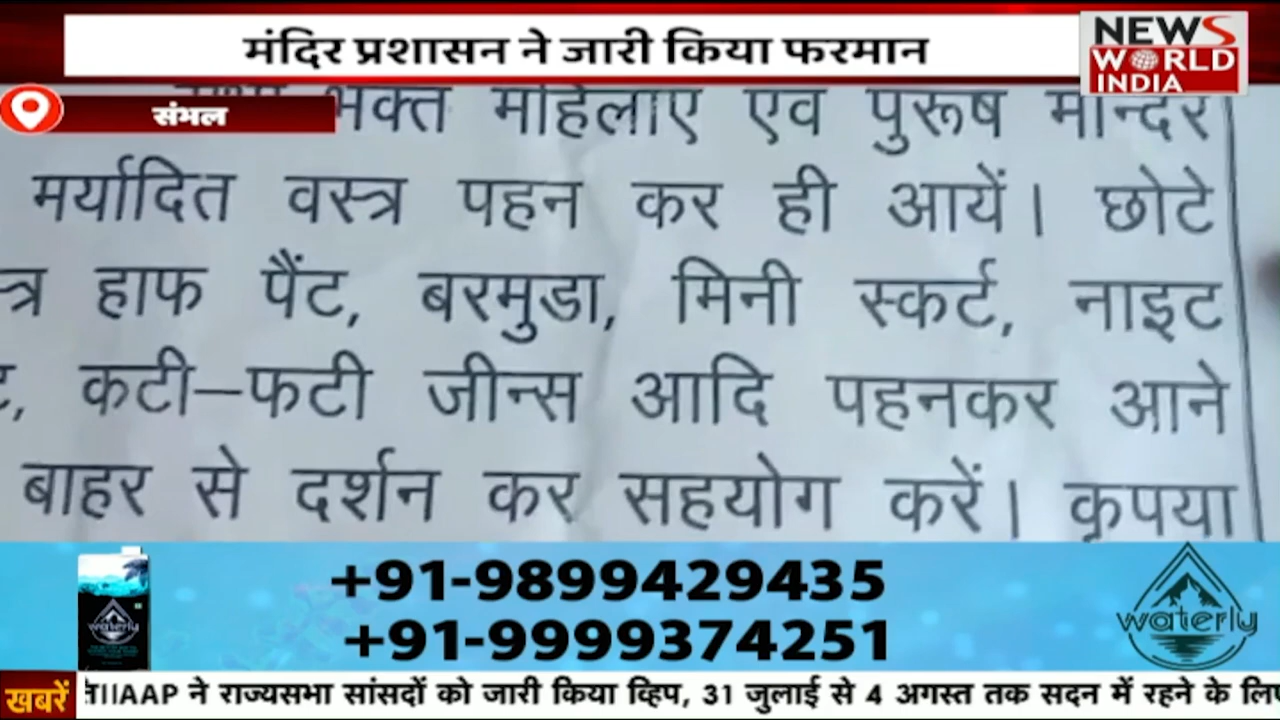 मंदिर प्रशासन ने जारी किया फरमान
NEWS
WORLD
INDIA
संभल
भक्त महिलाएं एवं पुरूष मन्दिर
मर्यादित वस्त्र पहन कर ही आयें। छोटे
हाफ पैंट, बरमुडा, मिनी स्कर्ट, नाइट
कटी–फटी जीन्स आदि पहनकर आने
बाहर से दर्शन कर सहयोग करें। कृपया
+91-9899429435
+91-9999374251
waterly
waterly
खबरें
AAP ने राज्यसभा सांसदों को जारी किया व्हिप, 31 जुलाई से 4 अगस्त तक सदन में रहने के